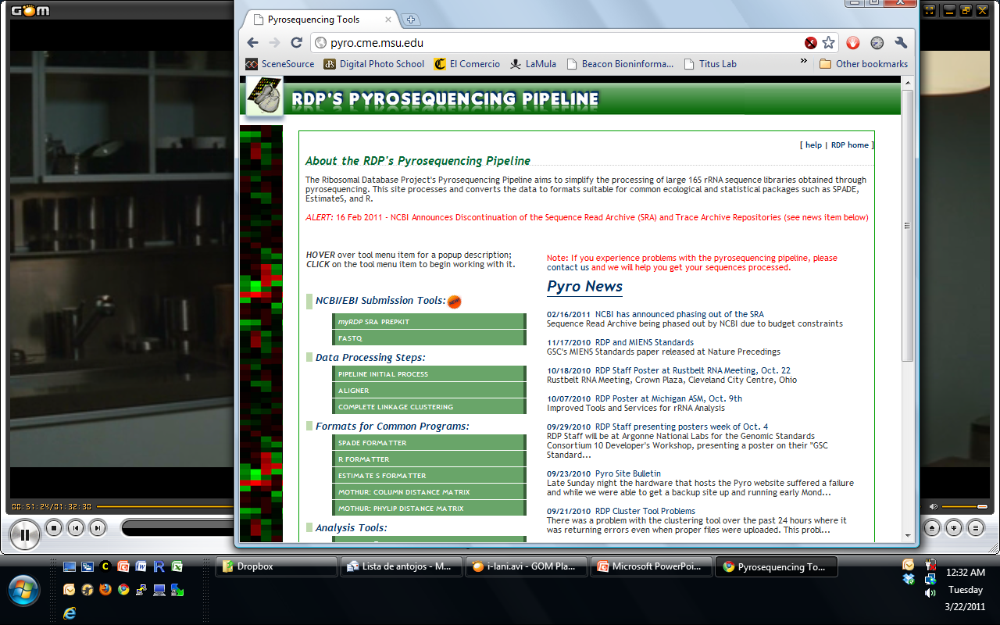 GOM
Pyrosequencing Tools
pyro.cme.msu.edu
SceneSource
Digital Photo School
El Comercio
LaMula
Beacon Bioninforma...
Titus Lab
»
Other bookmarks
RDP'S PYROSEQUENCING PIPELINE
[ help | RDP home ]
About the RDP's Pyrosequencing Pipeline
The Ribosomal Database Project's Pyrosequencing Pipeline aims to simplify the processing of large 16S rRNA sequence libraries obtained through
pyrosequencing. This site processes and converts the data to formats suitable for common ecological and statistical packages such as SPADE,
EstimateS, and R.
ALERT: 16 Feb 2011 - NCBI Announces Discontinuation of the Sequence Read Archive (SRA) and Trace Archive Repositories (see news item below)
HOVER over tool menu item for a popup description;
CLICK on the tool menu item to begin working with it.
NCBI/EBI Submission Tools:
myRDP SRA PREPKIT
FASTQ
Data Processing Steps:
PIPELINE INITIAL PROCESS
ALIGNER
COMPLETE LINKAGE CLUSTERING
Formats for Common Programs:
SPADE FORMATTER
R FORMATTER
ESTIMATE S FORMATTER
MOTHUR: COLUMN DISTANCE MATRIX
MOTHUR: PHYLIP DISTANCE MATRIX
Analysis Tools:
Note: If you experience problems with the pyrosequencing pipeline, please
contact us and we will help you get your sequences processed.
Pyro News
02/16/2011 NCBI has announced phasing out of the SRA
Sequence Read Archive being phased out by NCBI due to budget constraints
11/17/2010 RDP and MIENS Standards
GSC's MIENS Standards paper released at Nature Precedings
10/18/2010 RDP Staff Poster at Rustbelt RNA Meeting, Oct. 22
Rustbelt RNA Meeting, Crown Plaza, Cleveland City Centre, Ohio
10/07/2010 RDP Poster at Michigan ASM, Oct. 9th
Improved Tools and Services for rRNA Analysis
09/29/2010 RDP Staff presenting posters week of Oct. 4
RDP Staff will be at Argonne National Labs for the Genomic Standards
Consortium 10 Developer's Workshop, presenting a poster on their "GSC
Standard...
09/23/2010 Pyro Site Bulletin
Late Sunday night the hardware that hosts the Pyro website suffered a failure
and while we were able to get a backup site up and running early Mond...
09/21/2010 RDP Cluster Tool Problems
There was a problem with the clustering tool over the past 24 hours where it
was returning errors even when proper files were uploaded. This probl...
00:51:24/01:32:30
Dropbox
Lista de antojos - M...
i-lani.avi - GOM Pla...
Microsoft PowerPoi...
Pyrosequencing To...
12:32 AM
Tuesday
3/22/2011